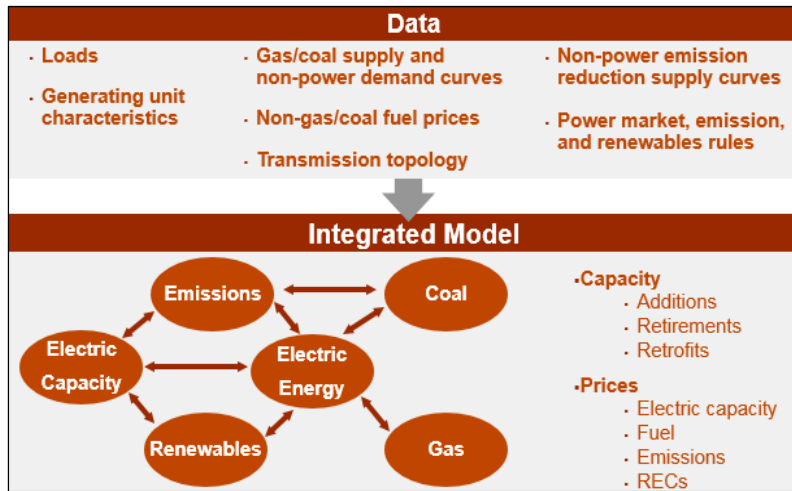 Data
· Loads
· Generating unit
characteristics
· Gas/coal supply and
non-power demand curves
· Non-gas/coal fuel prices
· Transmission topology
· Non-power emission
reduction supply curves
· Power market, emission,
and renewables rules
Integrated Model
Emissions
Coal
Electric
Capacity
Electric
Energy
Renewables
Gas
▪Capacity
· Additions
· Retirements
· Retrofits
▪Prices
· Electric capacity
· Fuel
· Emissions
· RECs